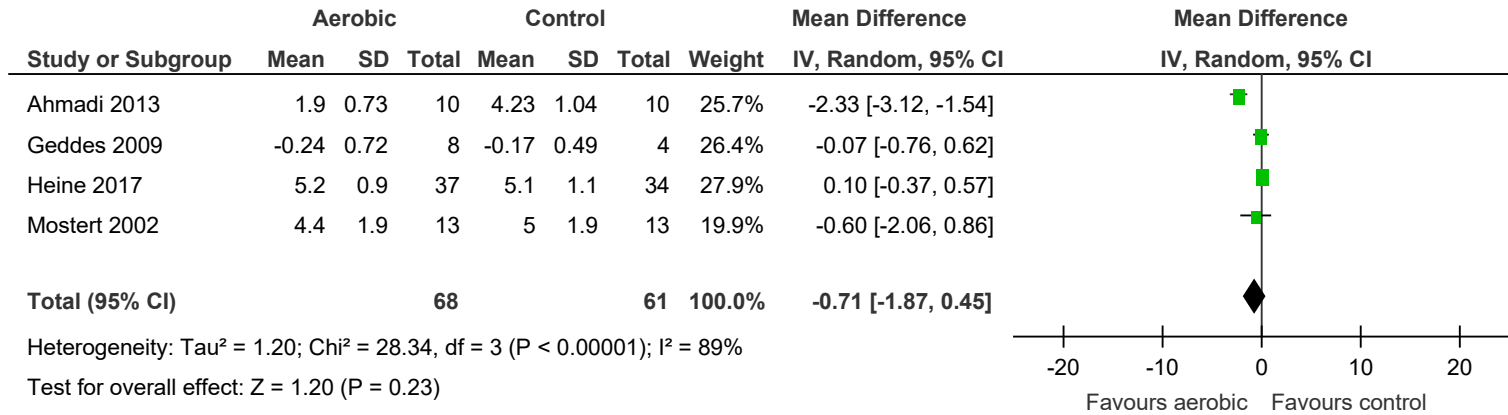 Aerobic Control Mean Difference Mean Difference
Study or Subgroup Mean SD Total Mean SD Total Weight IV, Random, 95% CI IV, Random, 95% CI
Ahmadi 2013 1.9 0.73 10 4.23 1.04 10 25.7% -2.33 [-3.12, -1.54]
Geddes 2009 -0.24 0.72 8 -0.17 0.49 4 26.4% -0.07 [-0.76, 0.62]
Heine 2017 5.2 0.9 37 5.1 1.1 34 27.9% 0.10 [-0.37, 0.57]
Mostert 2002 4.4 1.9 13 5 1.9 13 19.9% -0.60 [-2.06, 0.86]
Total (95% CI) 68 61 100.0% -0.71 [-1.87, 0.45]
Heterogeneity: Tau² = 1.20; Chi² = 28.34, df = 3 (P < 0.00001); I² = 89%
Test for overall effect: Z = 1.20 (P = 0.23)
-20 -10 0 10 20
Favours aerobic Favours control